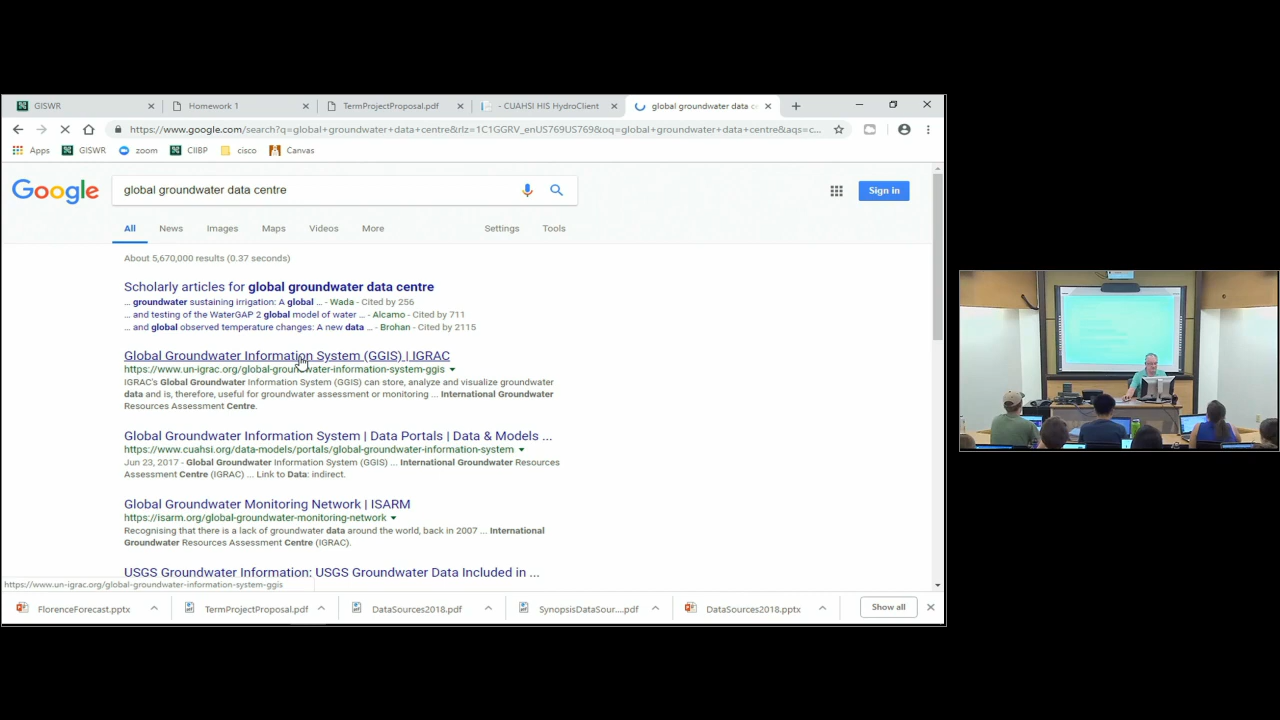 GISWR
Homework 1
TermProjectProposal.pdf
- CUAHSI HIS HydroClient
global groundwater data c
https://www.google.com/search?q=global+groundwater+data+centre&rlz=1C1GGRV_enUS769US769&oq=global+groundwater+data+centre&aqs=c...
Apps
GISWR
zoom
CIIBP
cisco
Canvas
Google
global groundwater data centre
Sign in
All
News
Images
Maps
Videos
More
Settings
Tools
About 5,670,000 results (0.37 seconds)
Scholarly articles for global groundwater data centre
... groundwater sustaining irrigation: A global ... - Wada - Cited by 256
... and testing of the WaterGAP 2 global model of water ... - Alcamo - Cited by 711
... and global observed temperature changes: A new data ... - Brohan - Cited by 2115
Global Groundwater Information System (GGIS) | IGRAC
https://www.un-igrac.org/global-groundwater-information-system-ggis
IGRAC's Global Groundwater Information System (GGIS) can store, analyze and visualize groundwater
data and is, therefore, useful for groundwater assessment or monitoring ... International Groundwater
Resources Assessment Centre.
Global Groundwater Information System | Data Portals | Data & Models ...
https://www.cuahsi.org/data-models/portals/global-groundwater-information-system
Jun 23, 2017 - Global Groundwater Information System (GGIS) ... International Groundwater Resources
Assessment Centre (IGRAC) ... Link to Data: indirect.
Global Groundwater Monitoring Network | ISARM
https://isarm.org/global-groundwater-monitoring-network
Recognising that there is a lack of groundwater data around the world, back in 2007 ... International
Groundwater Resources Assessment Centre (IGRAC).
USGS Groundwater Information: USGS Groundwater Data Included in ...
https://www.un-igrac.org/global-groundwater-information-system-ggis
FlorenceForecast.pptx
TermProjectProposal.pdf
DataSources2018.pdf
SynopsisDataSour....pdf
DataSources2018.pptx
Show all